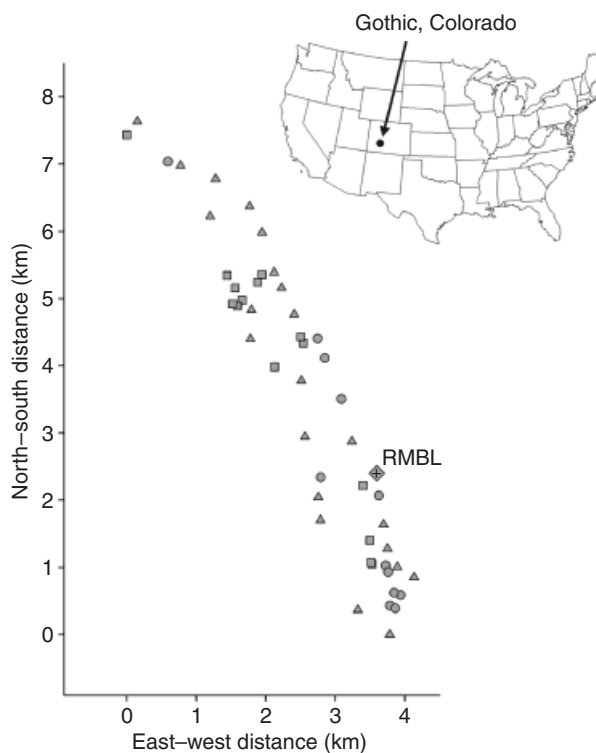 Gothic, Colorado
8
7
6
5
4
3
2
1
0
North–south distance (km)
RMBL
0 1 2 3 4
East–west distance (km)